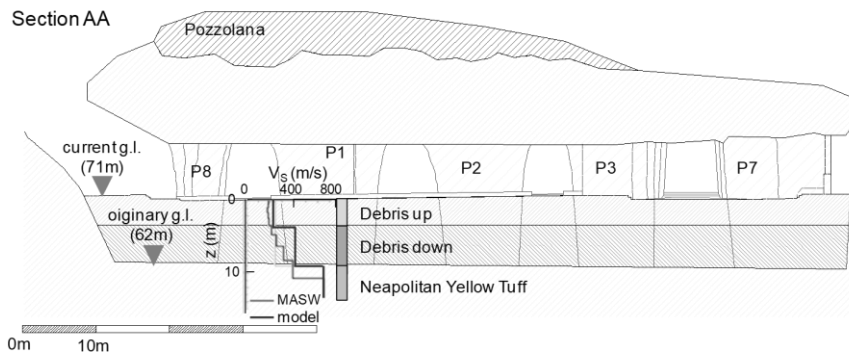 Section AA
Pozzolana
current g.l.
(71m)
P8
P1
P2
P3
P7
V_S (m/s)
0 400 800
0
oiginary g.l.
(62m)
z (m)
10
Debris up
Debris down
Neapolitan Yellow Tuff
MASW
model
0m 10m